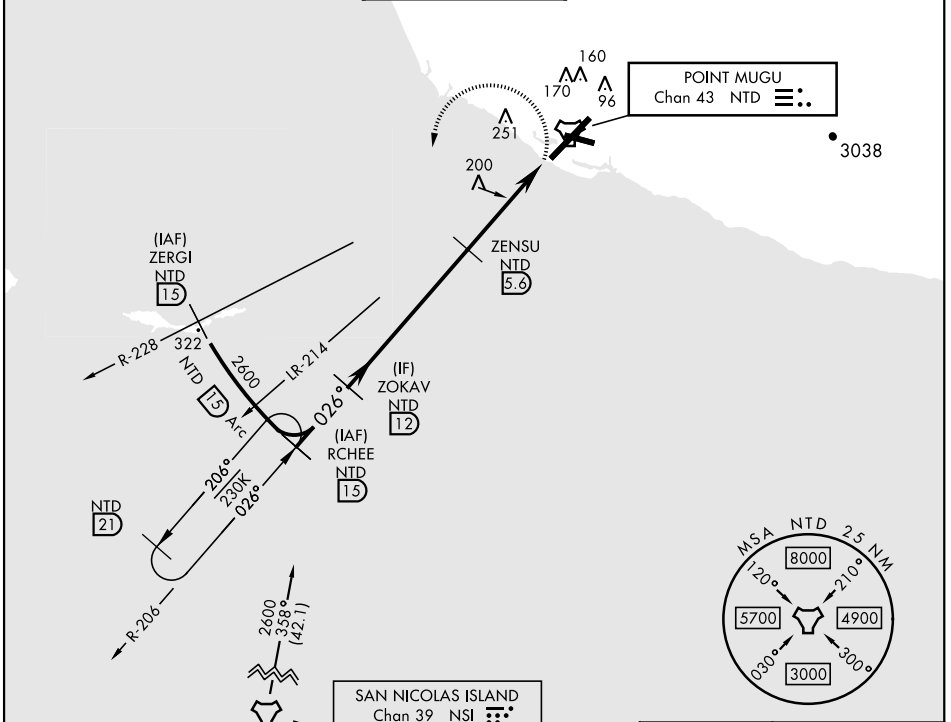 160
170
96
251
POINT MUGU
Chan 43 NTD
3038
200
ZENSU
NTD
5.6
(IAF)
ZERGI
NTD
15
322
R-228
2600
LR-214
NTD 15 Arc
026°
(IF)
ZOKAV
NTD
12
(IAF)
RCHEE
NTD
15
206°
230K
026°
NTD
21
R-206
2600
358°
(42.1)
MSA NTD 25 NM
8000
120°
210°
5700
4900
030°
300°
3000
SAN NICOLAS ISLAND
Chan 39 NSI